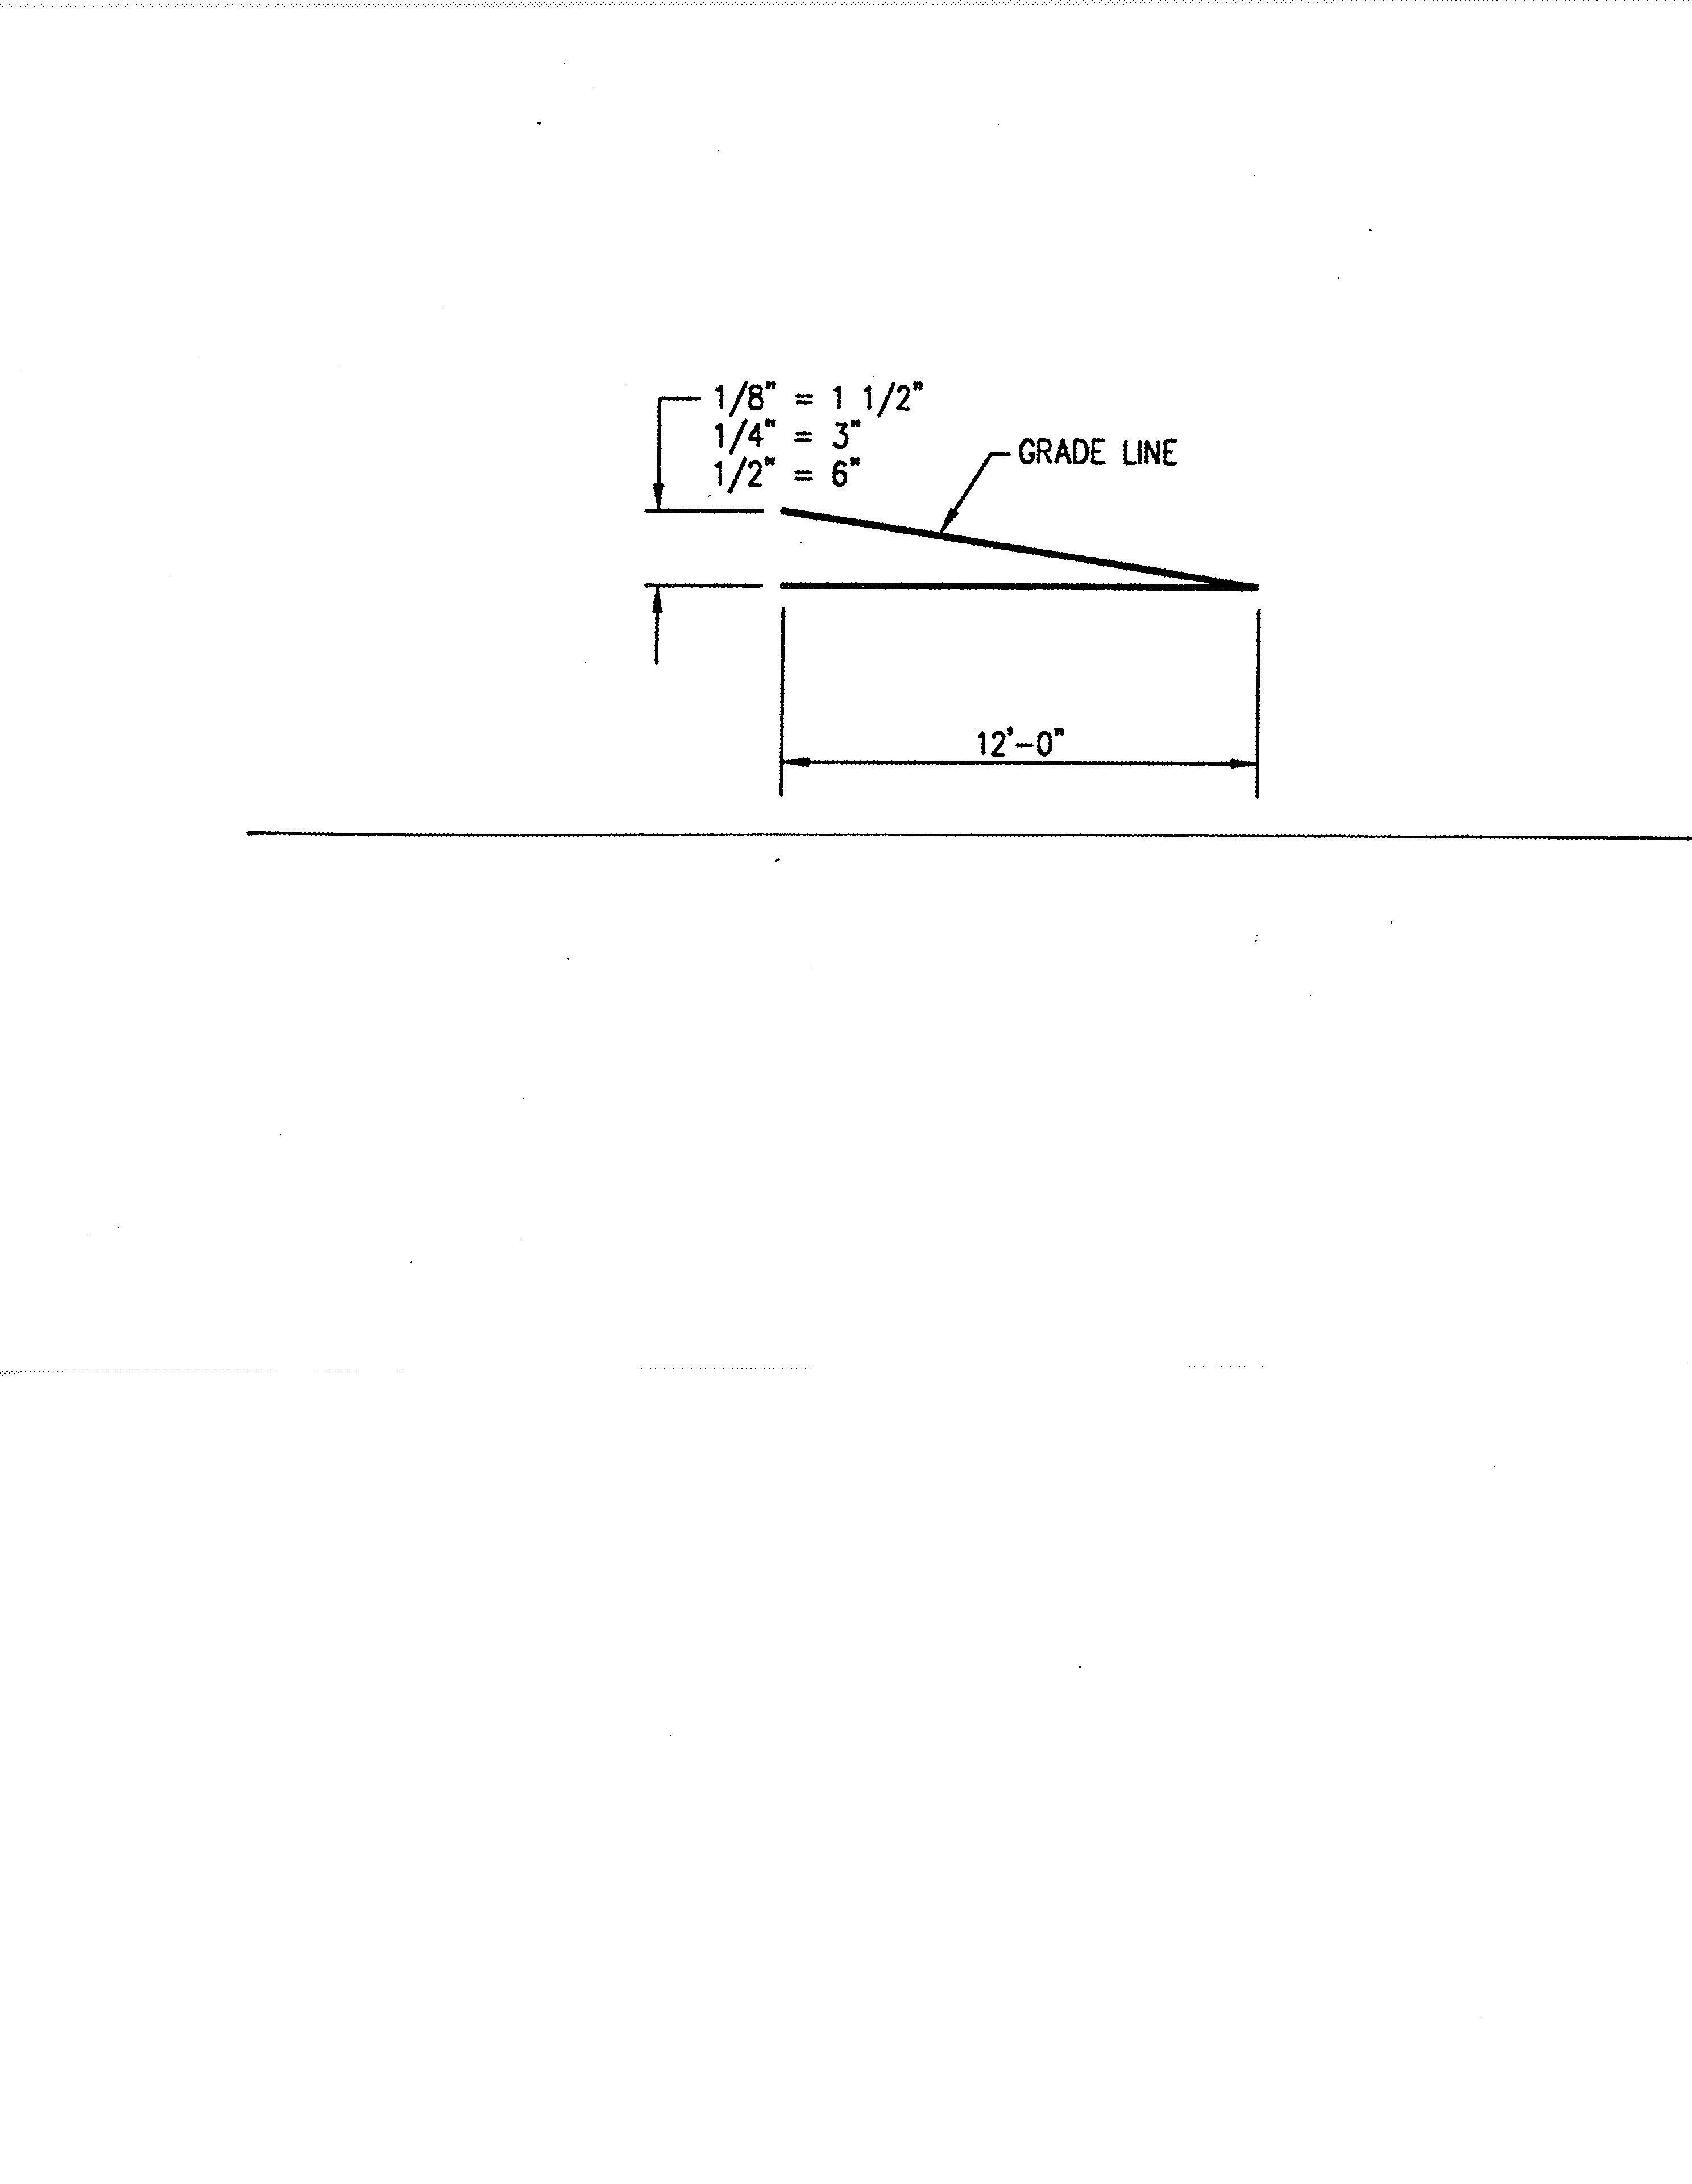 1/8" = 1 1/2"
1/4" = 3"
1/2" = 6"
GRADE LINE
12'-0"